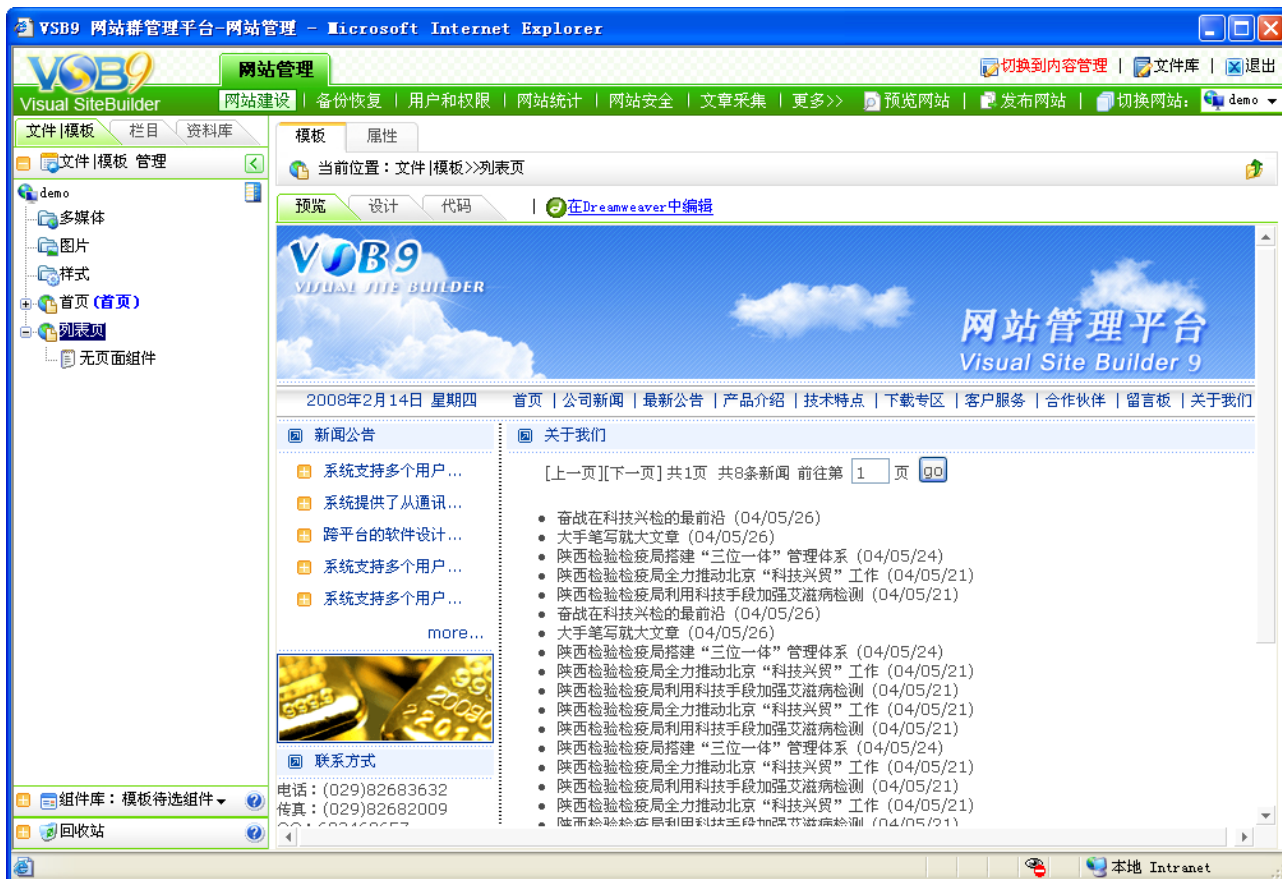 VSB9 网站群管理平台-网站管理 - Microsoft Internet Explorer
VSB9
Visual SiteBuilder
网站管理
切换到内容管理 | 文件库 | 退出
网站建设 | 备份恢复 | 用户和权限 | 网站统计 | 网站安全 | 文章采集 | 更多>> 预览网站 | 发布网站 | 切换网站: demo
文件|模板 栏目 资料库
文件|模板 管理
demo
多媒体
图片
样式
首页(首页)
列表页
无页面组件
组件库:模板待选组件
回收站
模板 属性
当前位置:文件|模板>>列表页
预览 设计 代码 | 在Dreamweaver中编辑
VSB9
VISUAL SITE BUILDER
网站管理平台
Visual Site Builder 9
2008年2月14日 星期四
首页 | 公司新闻 | 最新公告 | 产品介绍 | 技术特点 | 下载专区 | 客户服务 | 合作伙伴 | 留言板 | 关于我们
新闻公告
系统支持多个用户...
系统提供了从通讯...
跨平台的软件设计...
系统支持多个用户...
系统支持多个用户...
more...
联系方式
电话:(029)82683632
传真:(029)82682009
关于我们
[上一页][下一页] 共1页 共8条新闻 前往第 1 页 go
奋战在科技兴检的最前沿 (04/05/26)
大手笔写就大文章 (04/05/26)
陕西检验检疫局搭建“三位一体”管理体系 (04/05/24)
陕西检验检疫局全力推动北京“科技兴贸”工作 (04/05/21)
陕西检验检疫局利用科技手段加强艾滋病检测 (04/05/21)
奋战在科技兴检的最前沿 (04/05/26)
大手笔写就大文章 (04/05/26)
陕西检验检疫局搭建“三位一体”管理体系 (04/05/24)
陕西检验检疫局全力推动北京“科技兴贸”工作 (04/05/21)
陕西检验检疫局利用科技手段加强艾滋病检测 (04/05/21)
陕西检验检疫局全力推动北京“科技兴贸”工作 (04/05/21)
陕西检验检疫局利用科技手段加强艾滋病检测 (04/05/21)
陕西检验检疫局搭建“三位一体”管理体系 (04/05/24)
陕西检验检疫局全力推动北京“科技兴贸”工作 (04/05/21)
陕西检验检疫局利用科技手段加强艾滋病检测 (04/05/21)
陕西检验检疫局全力推动北京“科技兴贸”工作 (04/05/21)
陕西检验检疫局利用科技手段加强艾滋病检测 (04/05/21)
本地 Intranet